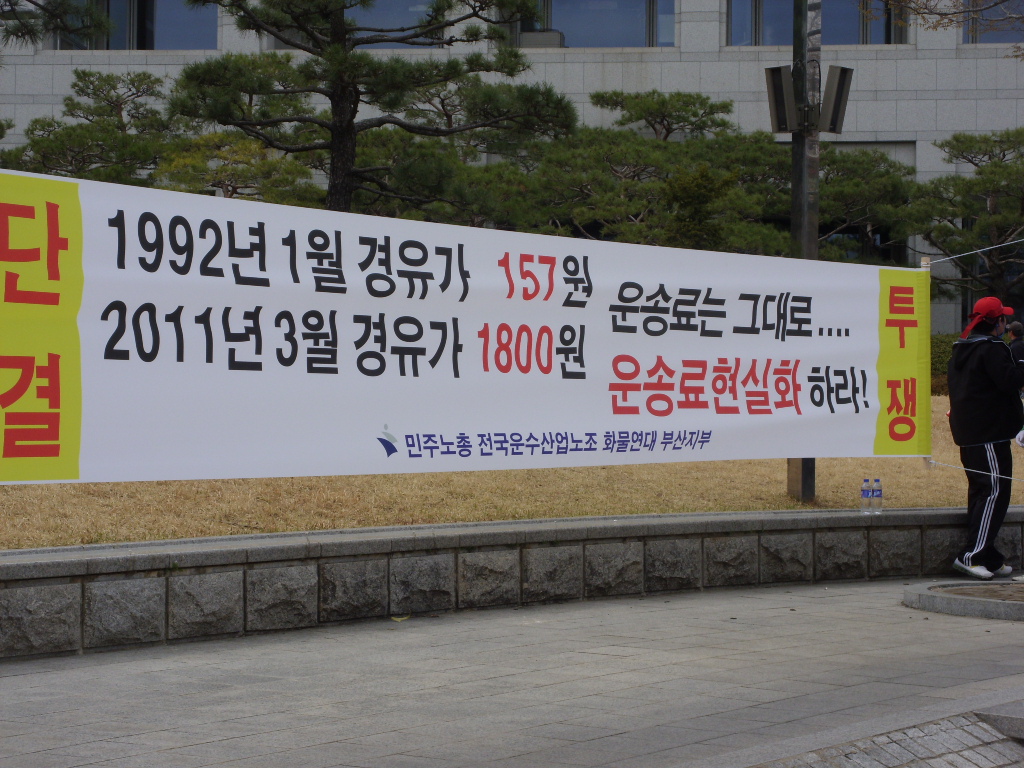 단결
1992년 1월 경유가 157원
2011년 3월 경유가 1800원
운송료는 그대로....
운송료현실화 하라!
민주노총 전국운수산업노조 화물연대 부산지부
투쟁